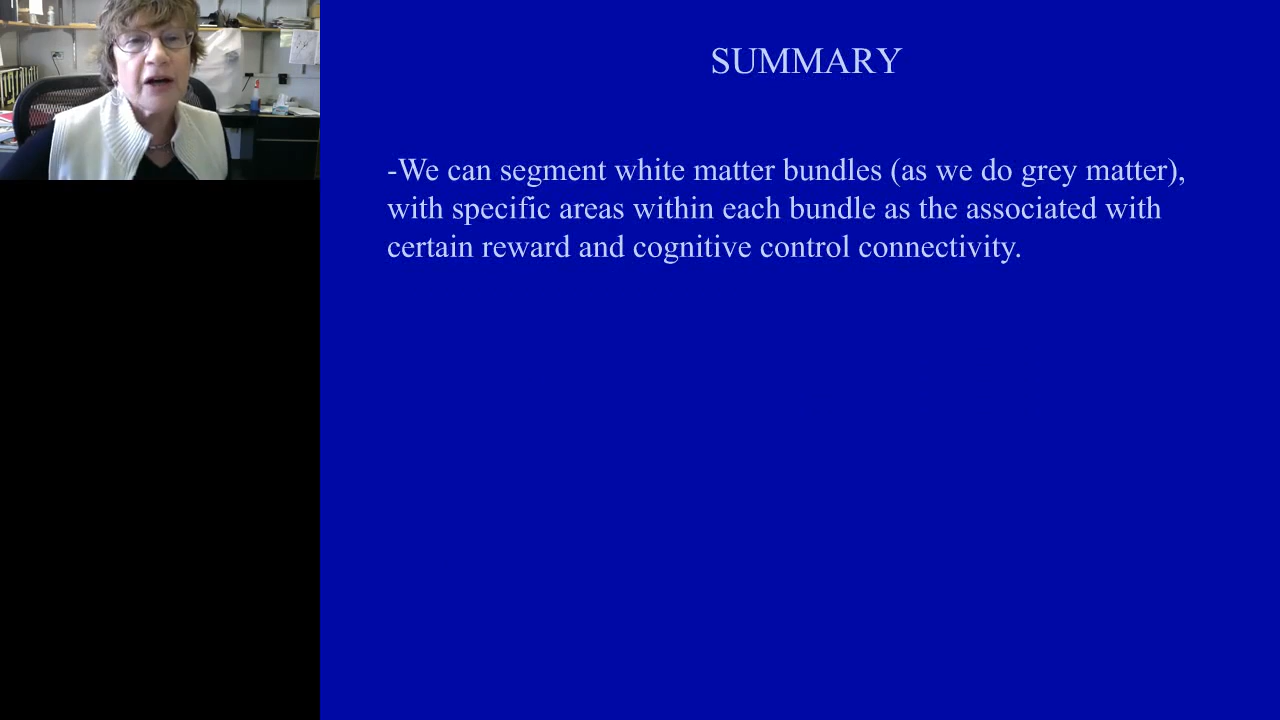 SUMMARY
-We can segment white matter bundles (as we do grey matter),
with specific areas within each bundle as the associated with
certain reward and cognitive control connectivity.